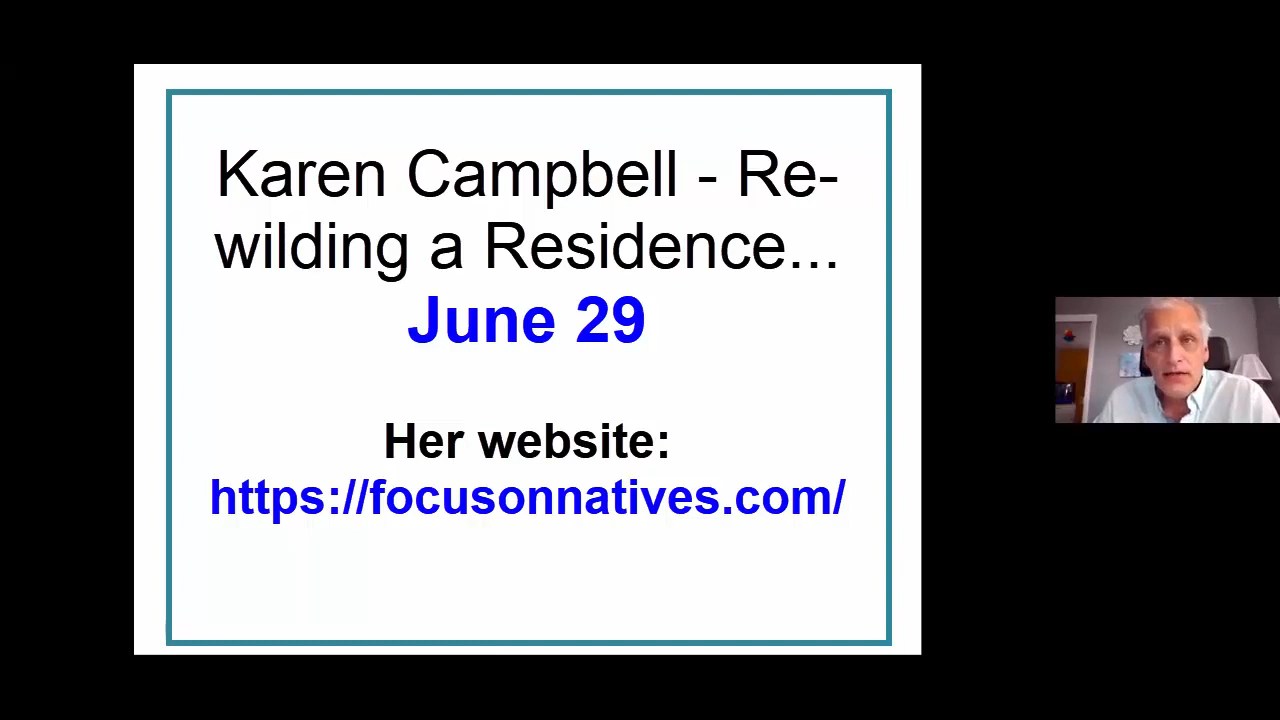 Karen Campbell - Re-
wilding a Residence...
June 29
Her website:
https://focusonnatives.com/